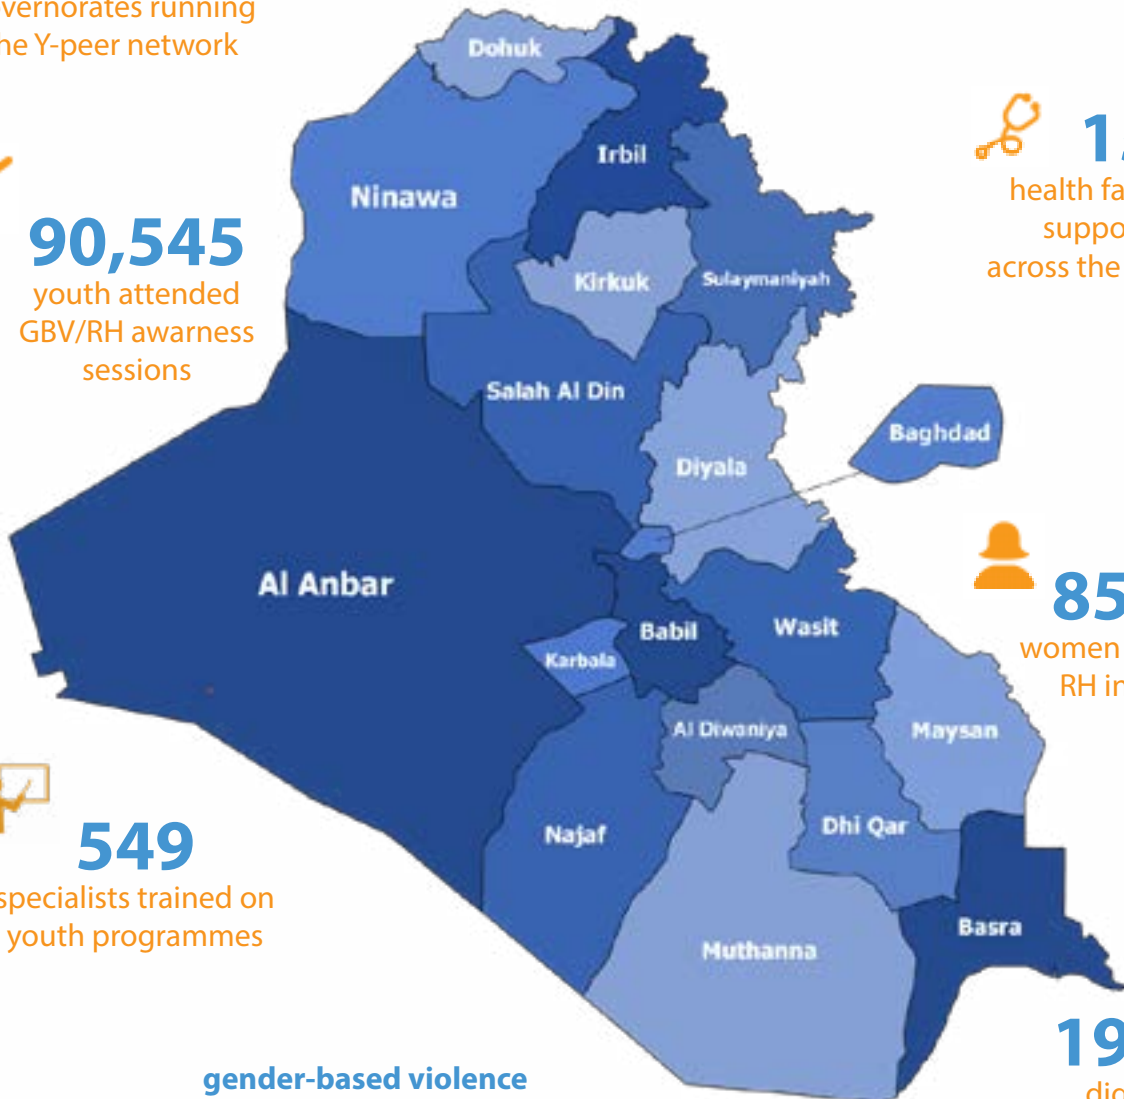 vernorates running
he Y-peer network
90,545
youth attended
GBV/RH awarness
sessions
549
specialists trained on
youth programmes
gender-based violence
Dohuk
Ninawa
Irbil
Kirkuk
Sulaymaniyah
Salah Al Din
Diyala
Baghdad
Al Anbar
Babil
Wasit
Karbala
Al Diwaniya
Maysan
Najaf
Dhi Qar
Muthanna
Basra
health fa
suppo
across the
85
women
RH in
19